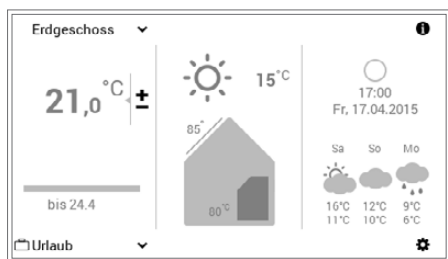 Erdgeschoss
21,0°C ±
bis 24.4
Urlaub
15°C
85°
80°C
17:00
Fr, 17.04.2015
Sa So Mo
16°C 12°C 9°C
11°C 10°C 6°C